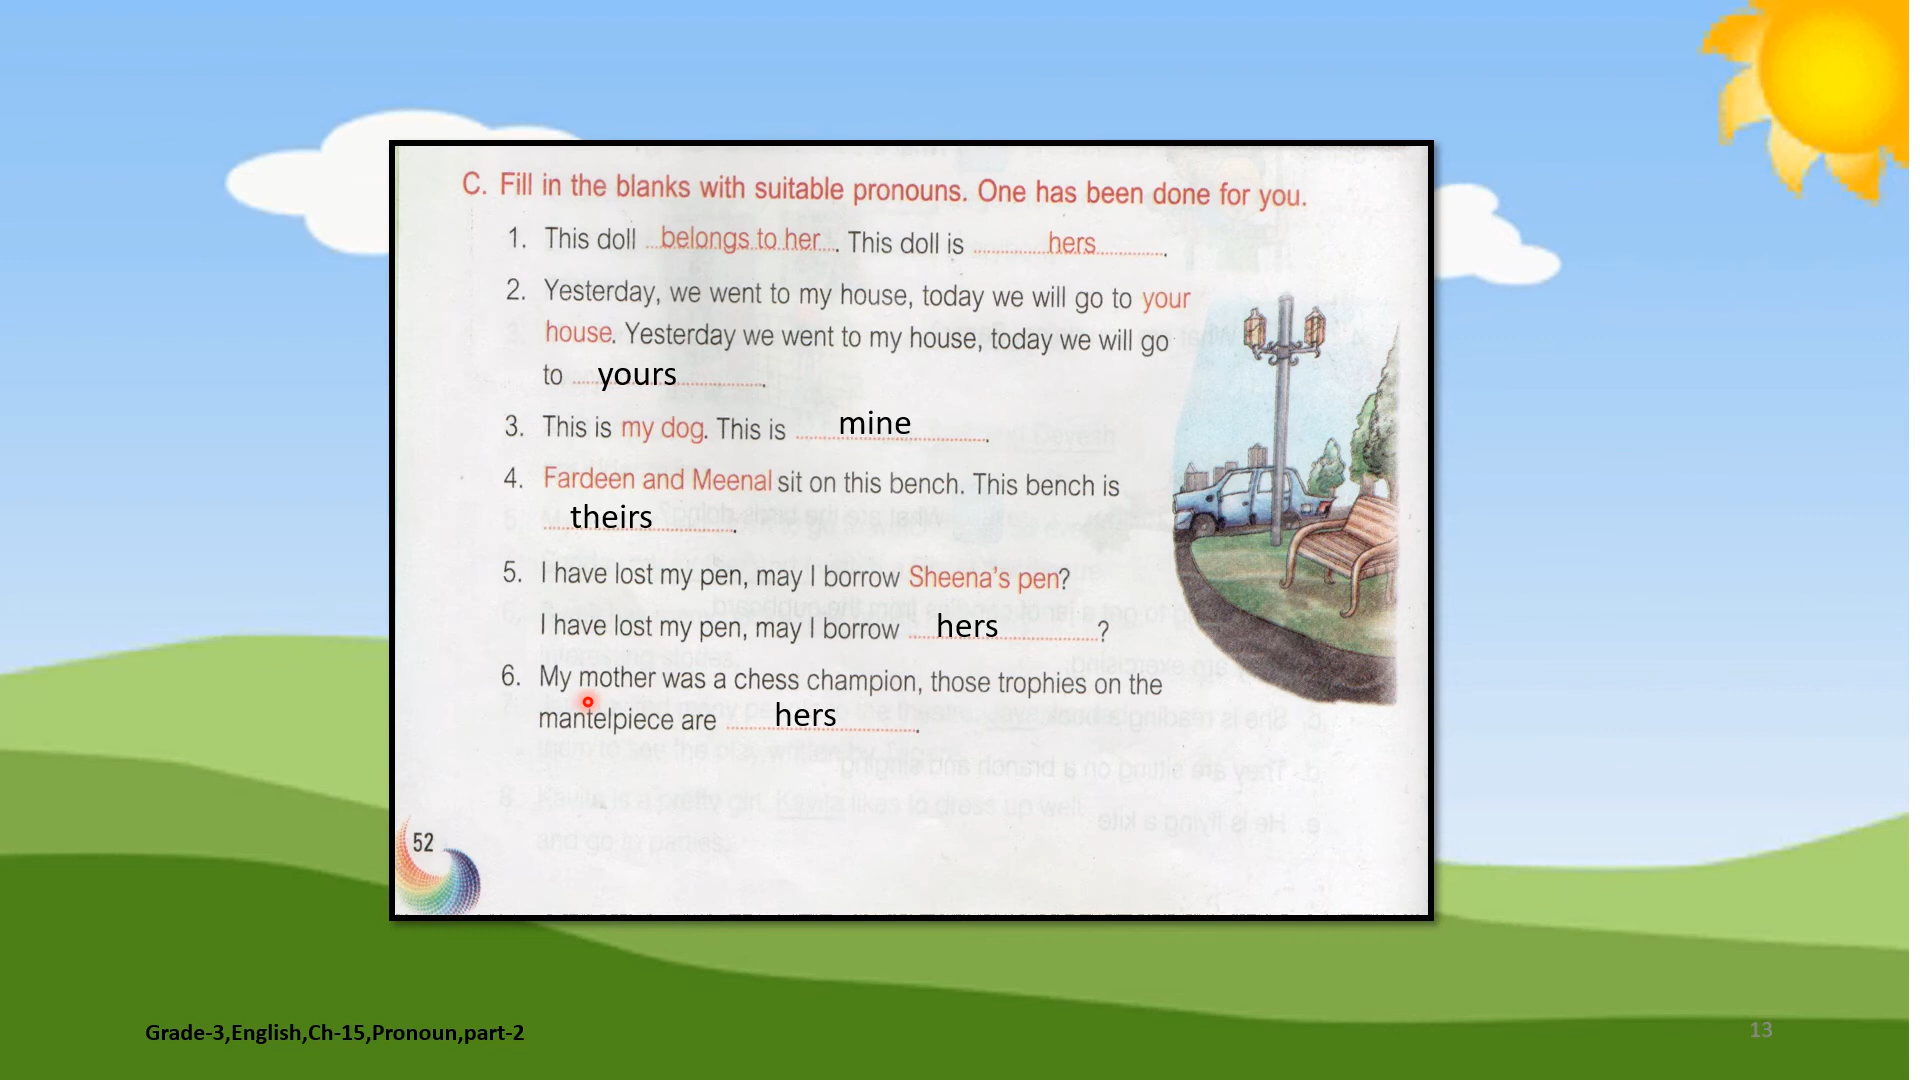 C. Fill in the blanks with suitable pronouns. One has been done for you.
1. This doll belongs to her. This doll is hers.
2. Yesterday, we went to my house, today we will go to your
house. Yesterday we went to my house, today we will go
to yours.
3. This is my dog. This is mine.
4. Fardeen and Meenal sit on this bench. This bench is
theirs.
5. I have lost my pen, may I borrow Sheena's pen?
I have lost my pen, may I borrow hers?
6. My mother was a chess champion, those trophies on the
mantelpiece are hers.
52
Grade-3,English,Ch-15,Pronoun,part-2
13